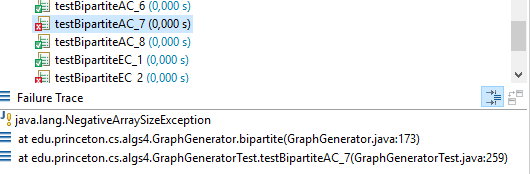 testBipartiteAC_6 (0,000 s)
testBipartiteAC_7 (0,000 s)
testBipartiteAC_8 (0,000 s)
testBipartiteEC_1 (0,000 s)
testBipartiteEC_2 (0,000 s)
Failure Trace
java.lang.NegativeArraySizeException
at edu.princeton.cs.algs4.GraphGenerator.bipartite(GraphGenerator.java:173)
at edu.princeton.cs.algs4.GraphGeneratorTest.testBipartiteAC_7(GraphGeneratorTest.java:259)